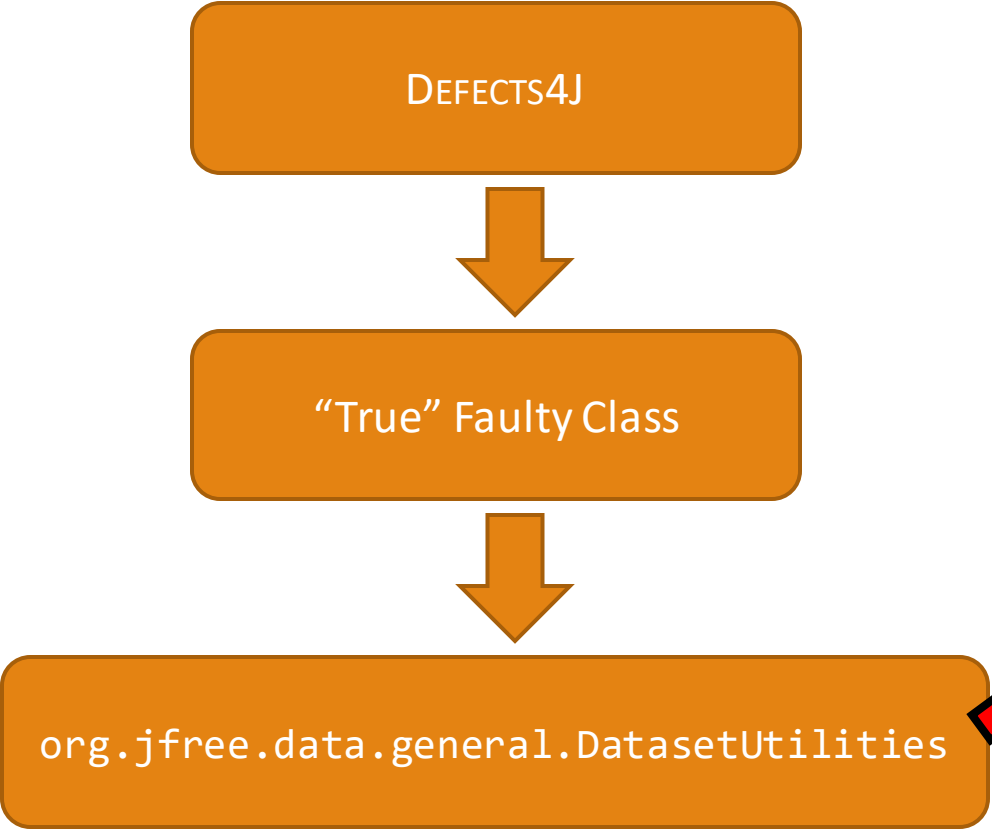 DEFECTS4J
“True” Faulty Class
org.jfree.data.general.DatasetUtilities